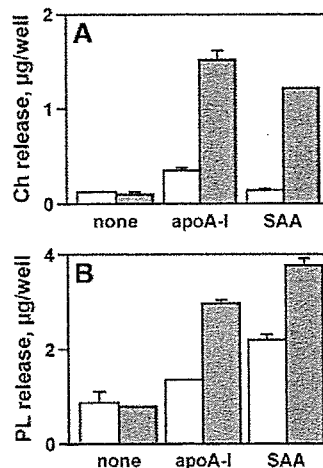 A
Ch release, µg/well
2
1
0
none apoA-I SAA
B
PL release, µg/well
4
2
0
none apoA-I SAA